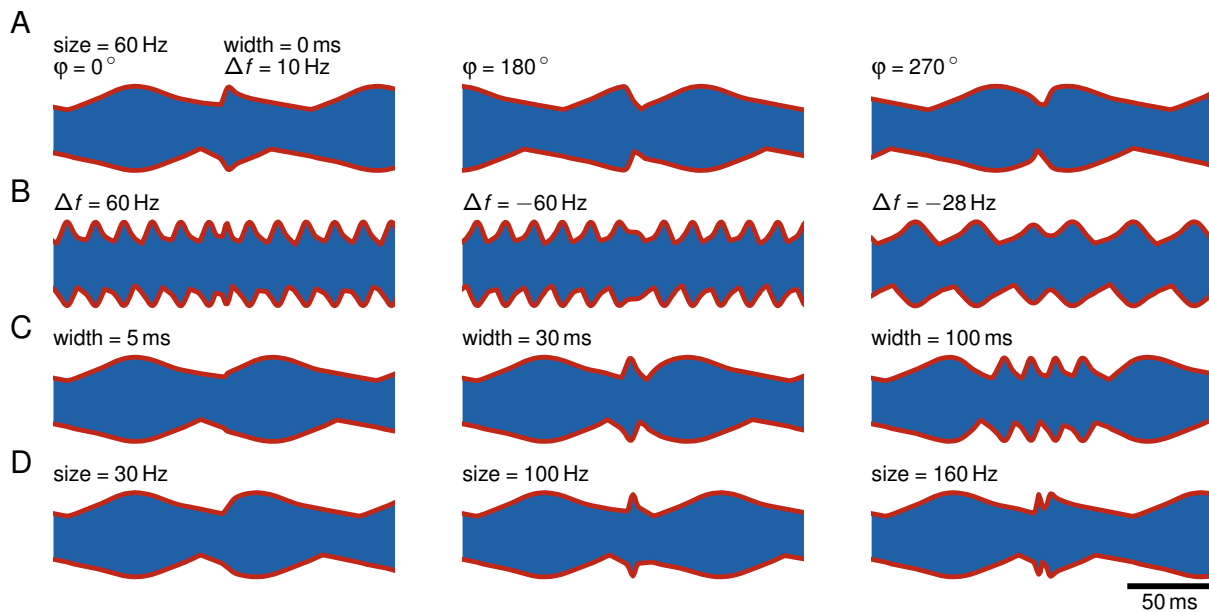 A
size = 60 Hz width = 0 ms
φ = 0° Δf = 10 Hz φ = 180° φ = 270°
B
Δf = 60 Hz Δf = −60 Hz Δf = −28 Hz
C
width = 5 ms width = 30 ms width = 100 ms
D
size = 30 Hz size = 100 Hz size = 160 Hz
50 ms